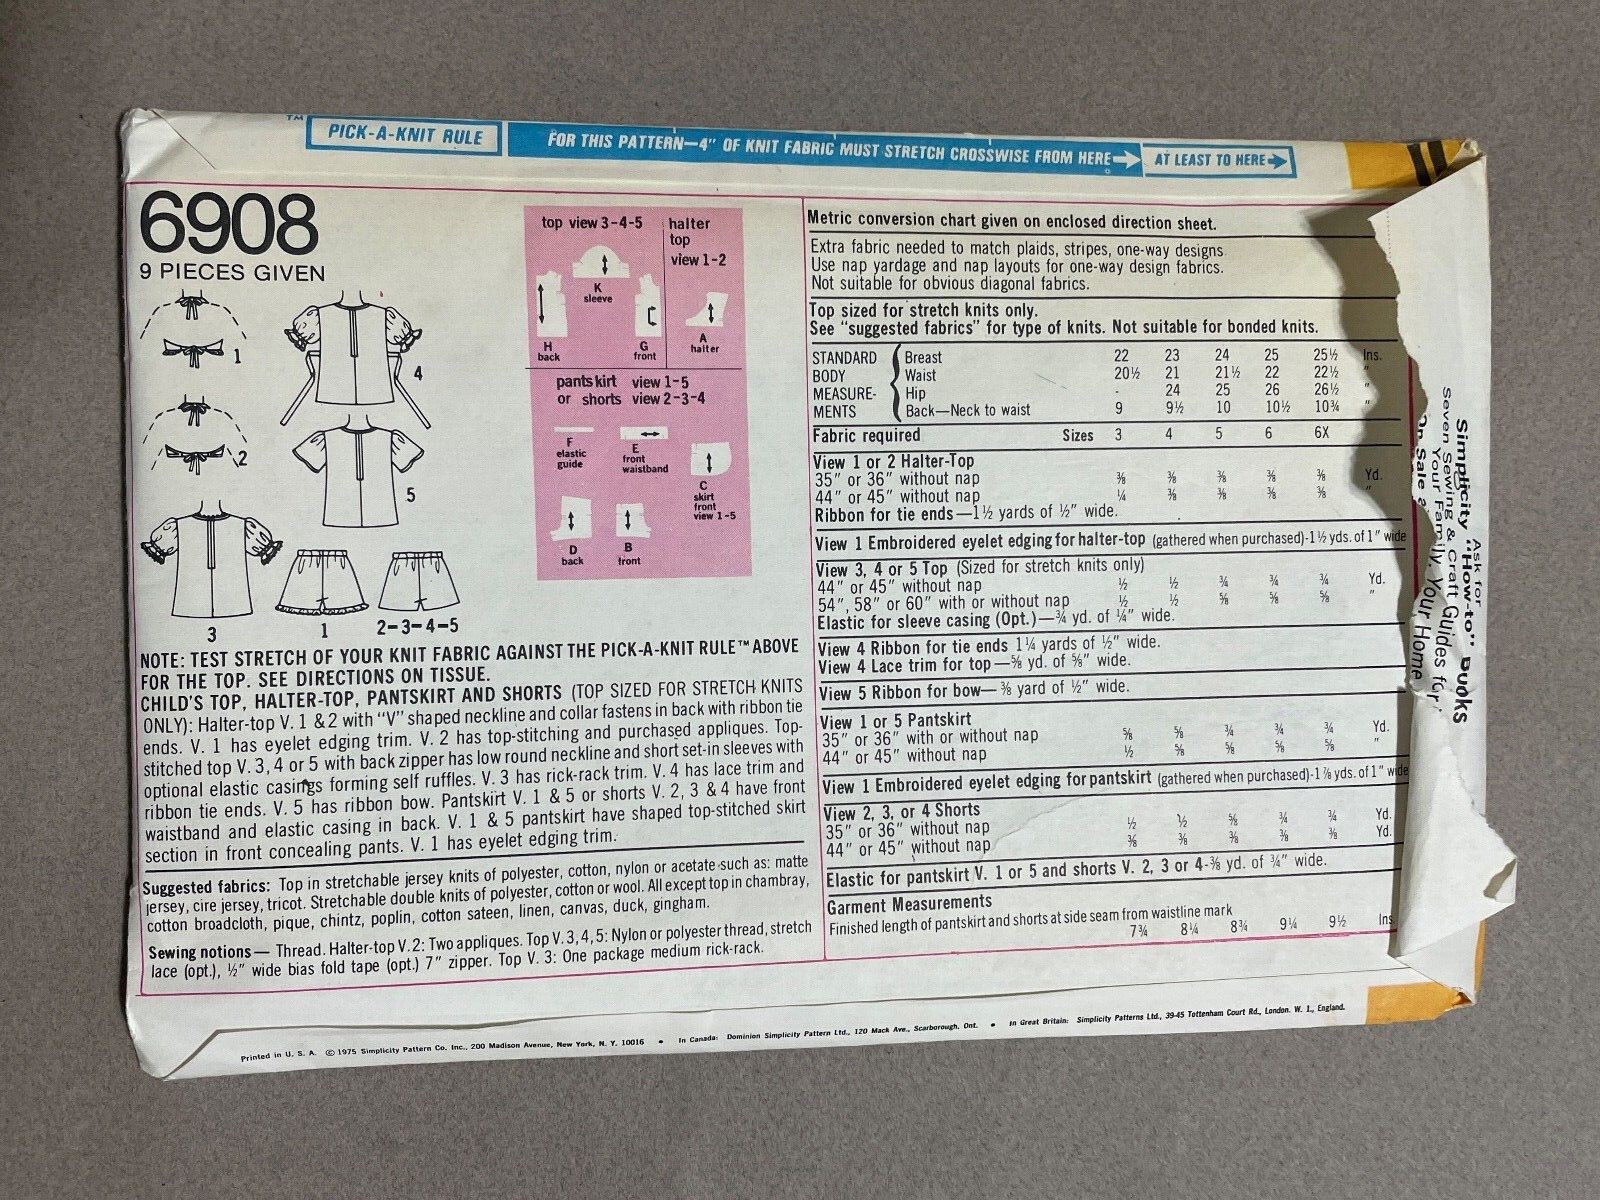 ™ PICK-A-KNIT RULE
FOR THIS PATTERN—4" OF KNIT FABRIC MUST STRETCH CROSSWISE FROM HERE
AT LEAST TO HERE
6908
9 PIECES GIVEN
1
2
4
5
3
1
2-3-4-5
top view 3-4-5
halter
top
view 1-2
K
sleeve
H
back
G
front
A
halter
pantskirt view 1-5
or shorts view 2-3-4
F
elastic
guide
E
front
waistband
C
skirt
front
view 1-5
D
back
B
front
NOTE: TEST STRETCH OF YOUR KNIT FABRIC AGAINST THE PICK-A-KNIT RULE™ ABOVE
FOR THE TOP. SEE DIRECTIONS ON TISSUE.
CHILD'S TOP, HALTER-TOP, PANTSKIRT AND SHORTS (TOP SIZED FOR STRETCH KNITS
ONLY): Halter-top V. 1 & 2 with "V" shaped neckline and collar fastens in back with ribbon tie
ends. V. 1 has eyelet edging trim. V. 2 has top-stitching and purchased appliques. Top-
stitched top V. 3, 4 or 5 with back zipper has low round neckline and short set-in sleeves with
optional elastic casings forming self ruffles. V. 3 has rick-rack trim. V. 4 has lace trim and
ribbon tie ends. V. 5 has ribbon bow. Pantskirt V. 1 & 5 or shorts V. 2, 3 & 4 have front
waistband and elastic casing in back. V. 1 & 5 pantskirt have shaped top-stitched skirt
section in front concealing pants. V. 1 has eyelet edging trim.
Suggested fabrics: Top in stretchable jersey knits of polyester, cotton, nylon or acetate such as: matte
jersey, cire jersey, tricot. Stretchable double knits of polyester, cotton or wool. All except top in chambray,
cotton broadcloth, pique, chintz, poplin, cotton sateen, linen, canvas, duck, gingham.
Sewing notions— Thread. Halter-top V. 2: Two appliques. Top V. 3, 4, 5: Nylon or polyester thread, stretch
lace (opt.), ½" wide bias fold tape (opt.) 7" zipper. Top V. 3: One package medium rick-rack.
Metric conversion chart given on enclosed direction sheet.
Extra fabric needed to match plaids, stripes, one-way designs
Use nap yardage and nap layouts for one-way design fabrics.
Not suitable for obvious diagonal fabrics.
Top sized for stretch knits only.
See "suggested fabrics" for type of knits. Not suitable for bonded knits.
STANDARD BODY MEASURE-MENTS
Breast 22 23 24 25 25½ Ins.
Waist 20½ 21 21½ 22 22½ "
Hip - 24 25 26 26½ "
Back—Neck to waist 9 9½ 10 10½ 10¾ "
Fabric required Sizes 3 4 5 6 6X
View 1 or 2 Halter-Top
35" or 36" without nap ⅜ ⅜ ⅜ ⅜ ⅜ Yd.
44" or 45" without nap ¼ ⅜ ⅜ ⅜ ⅜ "
Ribbon for tie ends—1½ yards of ½" wide.
View 1 Embroidered eyelet edging for halter-top (gathered when purchased)-1½ yds. of 1" wide
View 3, 4 or 5 Top (Sized for stretch knits only)
44" or 45" without nap ½ ½ ¾ ¾ ¾ Yd.
54", 58" or 60" with or without nap ½ ½ ⅝ ⅝ ⅝ "
Elastic for sleeve casing (Opt.)—¾ yd. of ¼" wide.
View 4 Ribbon for tie ends 1¼ yards of ½" wide.
View 4 Lace trim for top—⅝ yd. of ⅝" wide.
View 5 Ribbon for bow— ⅜ yard of ½" wide.
View 1 or 5 Pantskirt
35" or 36" with or without nap ⅝ ⅝ ¾ ¾ ¾ Yd.
44" or 45" without nap ½ ⅝ ⅝ ⅝ ⅝ "
View 1 Embroidered eyelet edging for pantskirt (gathered when purchased)-1⅞ yds. of 1" wide
View 2, 3, or 4 Shorts
35" or 36" without nap ½ ½ ⅝ ¾ ¾ Yd.
44" or 45" without nap ⅜ ⅜ ⅜ ⅜ ⅜ Yd.
Elastic for pantskirt V. 1 or 5 and shorts V. 2, 3 or 4-⅜ yd. of ¾" wide.
Garment Measurements
Finished length of pantskirt and shorts at side seam from waistline mark
7¾ 8¼ 8¾ 9¼ 9½ Ins.
Ask for
Simplicity "How-to" Books
Seven Sewing & Craft Guides for
Your Family, Your Home
On Sale
Printed in U. S. A. © 1975 Simplicity Pattern Co. Inc., 200 Madison Avenue, New York, N. Y. 10016 • In Canada: Dominion Simplicity Pattern Ltd., 120 Mack Ave., Scarborough, Ont. • In Great Britain: Simplicity Patterns Ltd., 39-45 Tottenham Court Rd., London. W. 1., England.